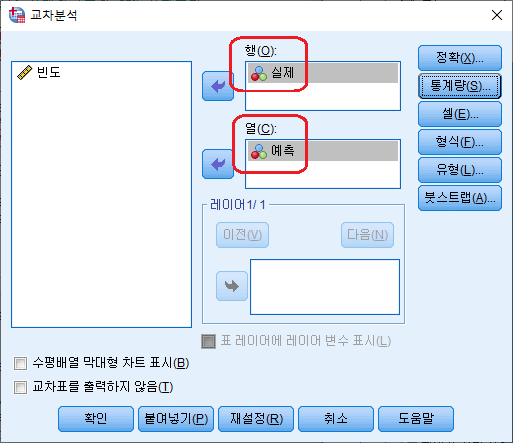 교차분석
빈도
행(O):
실제
열(C):
예측
레이어1/ 1
이전(V)
다음(N)
표 레이어에 레이어 변수 표시(L)
정확(X)...
통계량(S)...
셀(E)...
형식(F)...
유형(L)...
붓스트랩(A)...
수평배열 막대형 차트 표시(B)
교차표를 출력하지 않음(T)
확인
붙여넣기(P)
재설정(R)
취소
도움말